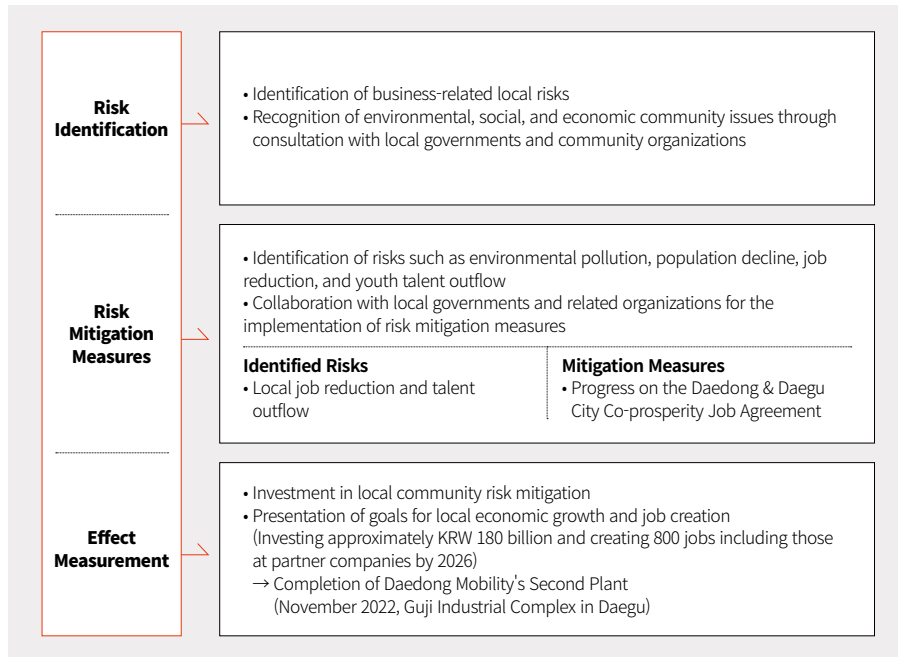 Risk
Identification
• Identification of business-related local risks
• Recognition of environmental, social, and economic community issues through
consultation with local governments and community organizations
Risk
Mitigation
Measures
• Identification of risks such as environmental pollution, population decline, job
reduction, and youth talent outflow
• Collaboration with local governments and related organizations for the
implementation of risk mitigation measures
Identified Risks
• Local job reduction and talent
outflow
Mitigation Measures
• Progress on the Daedong & Daegu
City Co-prosperity Job Agreement
Effect
Measurement
• Investment in local community risk mitigation
• Presentation of goals for local economic growth and job creation
(Investing approximately KRW 180 billion and creating 800 jobs including those
at partner companies by 2026)
→ Completion of Daedong Mobility's Second Plant
(November 2022, Guji Industrial Complex in Daegu)